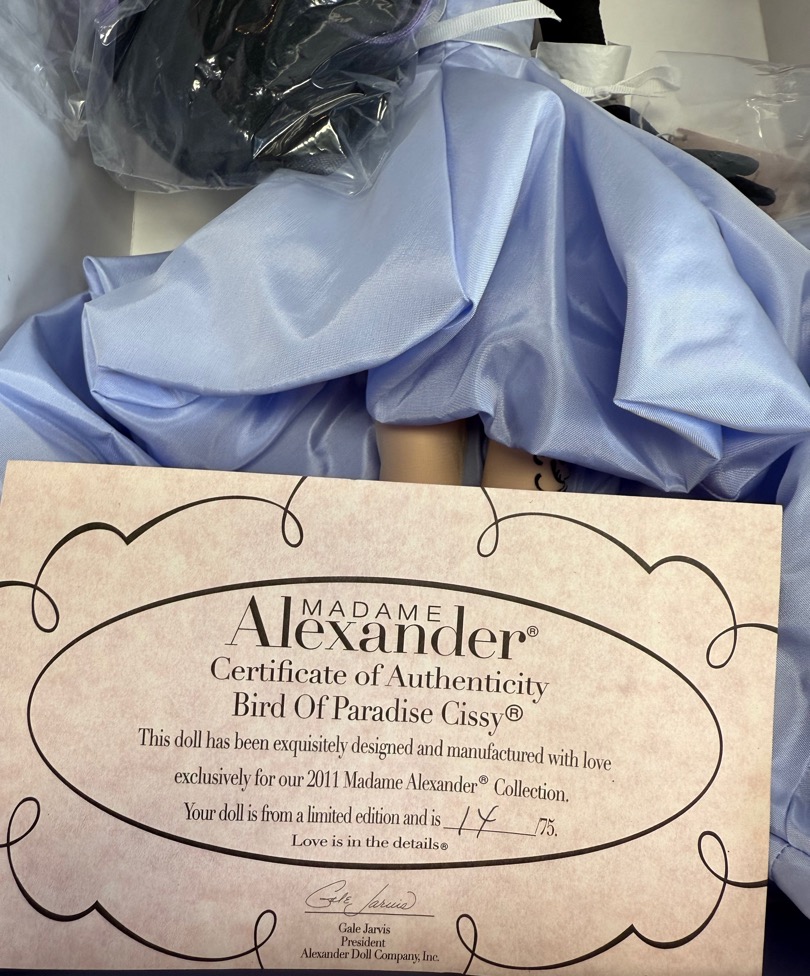 MADAME
Alexander®
Certificate of Authenticity
Bird Of Paradise Cissy®
This doll has been exquisitely designed and manufactured with love
exclusively for our 2011 Madame Alexander® Collection.
Your doll is from a limited edition and is 14 /75.
Love is in the details®
Gale Jarvis
Gale Jarvis
President
Alexander Doll Company, Inc.